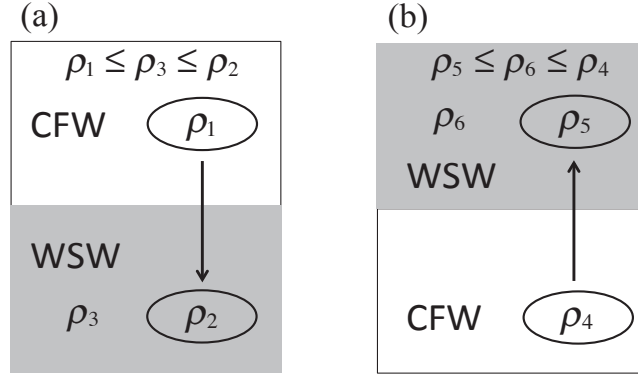 (a)
ρ₁ ≤ ρ₃ ≤ ρ₂
CFW ρ₁
WSW
ρ₃ ρ₂
(b)
ρ₅ ≤ ρ₆ ≤ ρ₄
ρ₆ ρ₅
WSW
CFW ρ₄